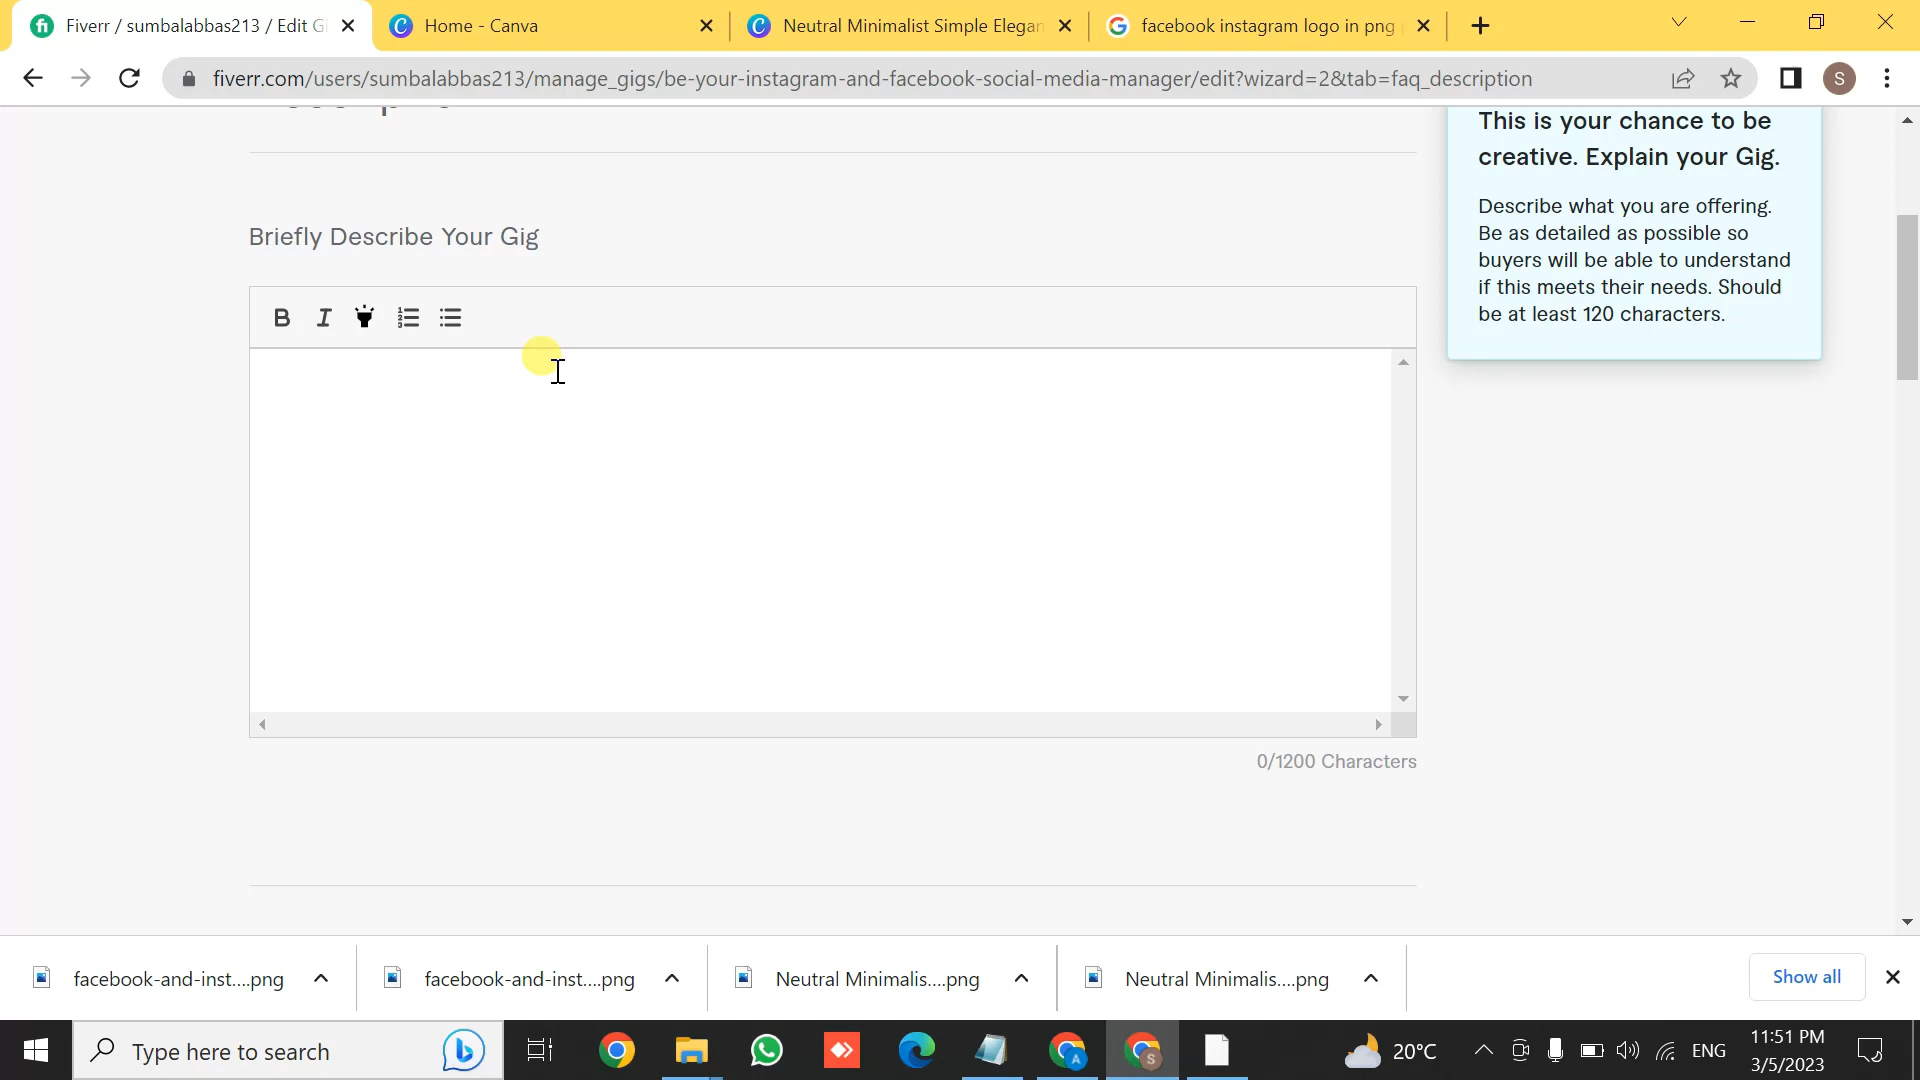 Fiverr / sumbalabbas213 / Edit Gi
Home - Canva
Neutral Minimalist Simple Elegan
facebook instagram logo in png
fiverr.com/users/sumbalabbas213/manage_gigs/be-your-instagram-and-facebook-social-media-manager/edit?wizard=2&tab=faq_description
S
This is your chance to be
creative. Explain your Gig.
Describe what you are offering.
Be as detailed as possible so
buyers will be able to understand
if this meets their needs. Should
be at least 120 characters.
Briefly Describe Your Gig
B I
0/1200 Characters
facebook-and-inst....png
facebook-and-inst....png
Neutral Minimalis....png
Neutral Minimalis....png
Show all
Type here to search
A
S
20°C
ENG
11:51 PM
3/5/2023